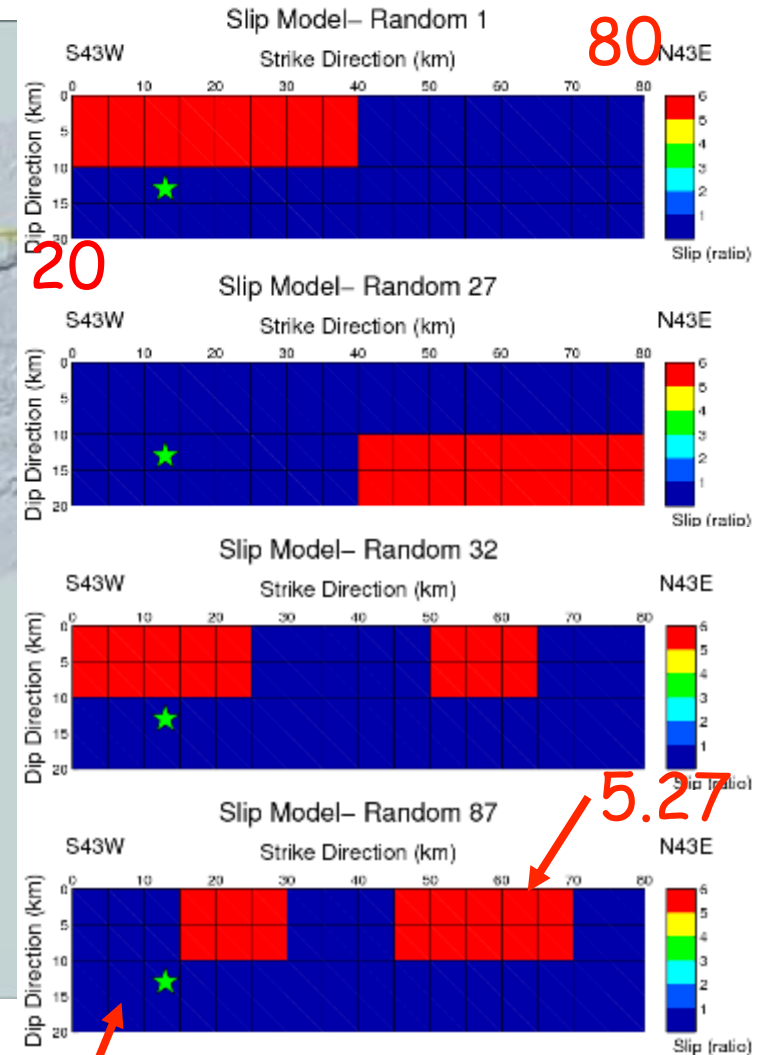 Slip Model– Random 1
80
S43W
Strike Direction (km)
N43E
0 10 20 30 40 50 60 70 80
Dip Direction (km)
0
5
10
15
20
6
5
4
3
2
1
Slip (ratio)
20
Slip Model– Random 27
S43W
Strike Direction (km)
N43E
0 10 20 30 40 50 60 70 80
Dip Direction (km)
0
5
10
15
20
6
5
4
3
2
1
Slip (ratio)
Slip Model– Random 32
S43W
Strike Direction (km)
N43E
0 10 20 30 40 50 60 70 80
Dip Direction (km)
0
5
10
15
20
6
5
4
3
2
1
Slip (ratio)
5.27
Slip Model– Random 87
S43W
Strike Direction (km)
N43E
0 10 20 30 40 50 60 70 80
Dip Direction (km)
0
5
10
15
20
6
5
4
3
2
1
Slip (ratio)